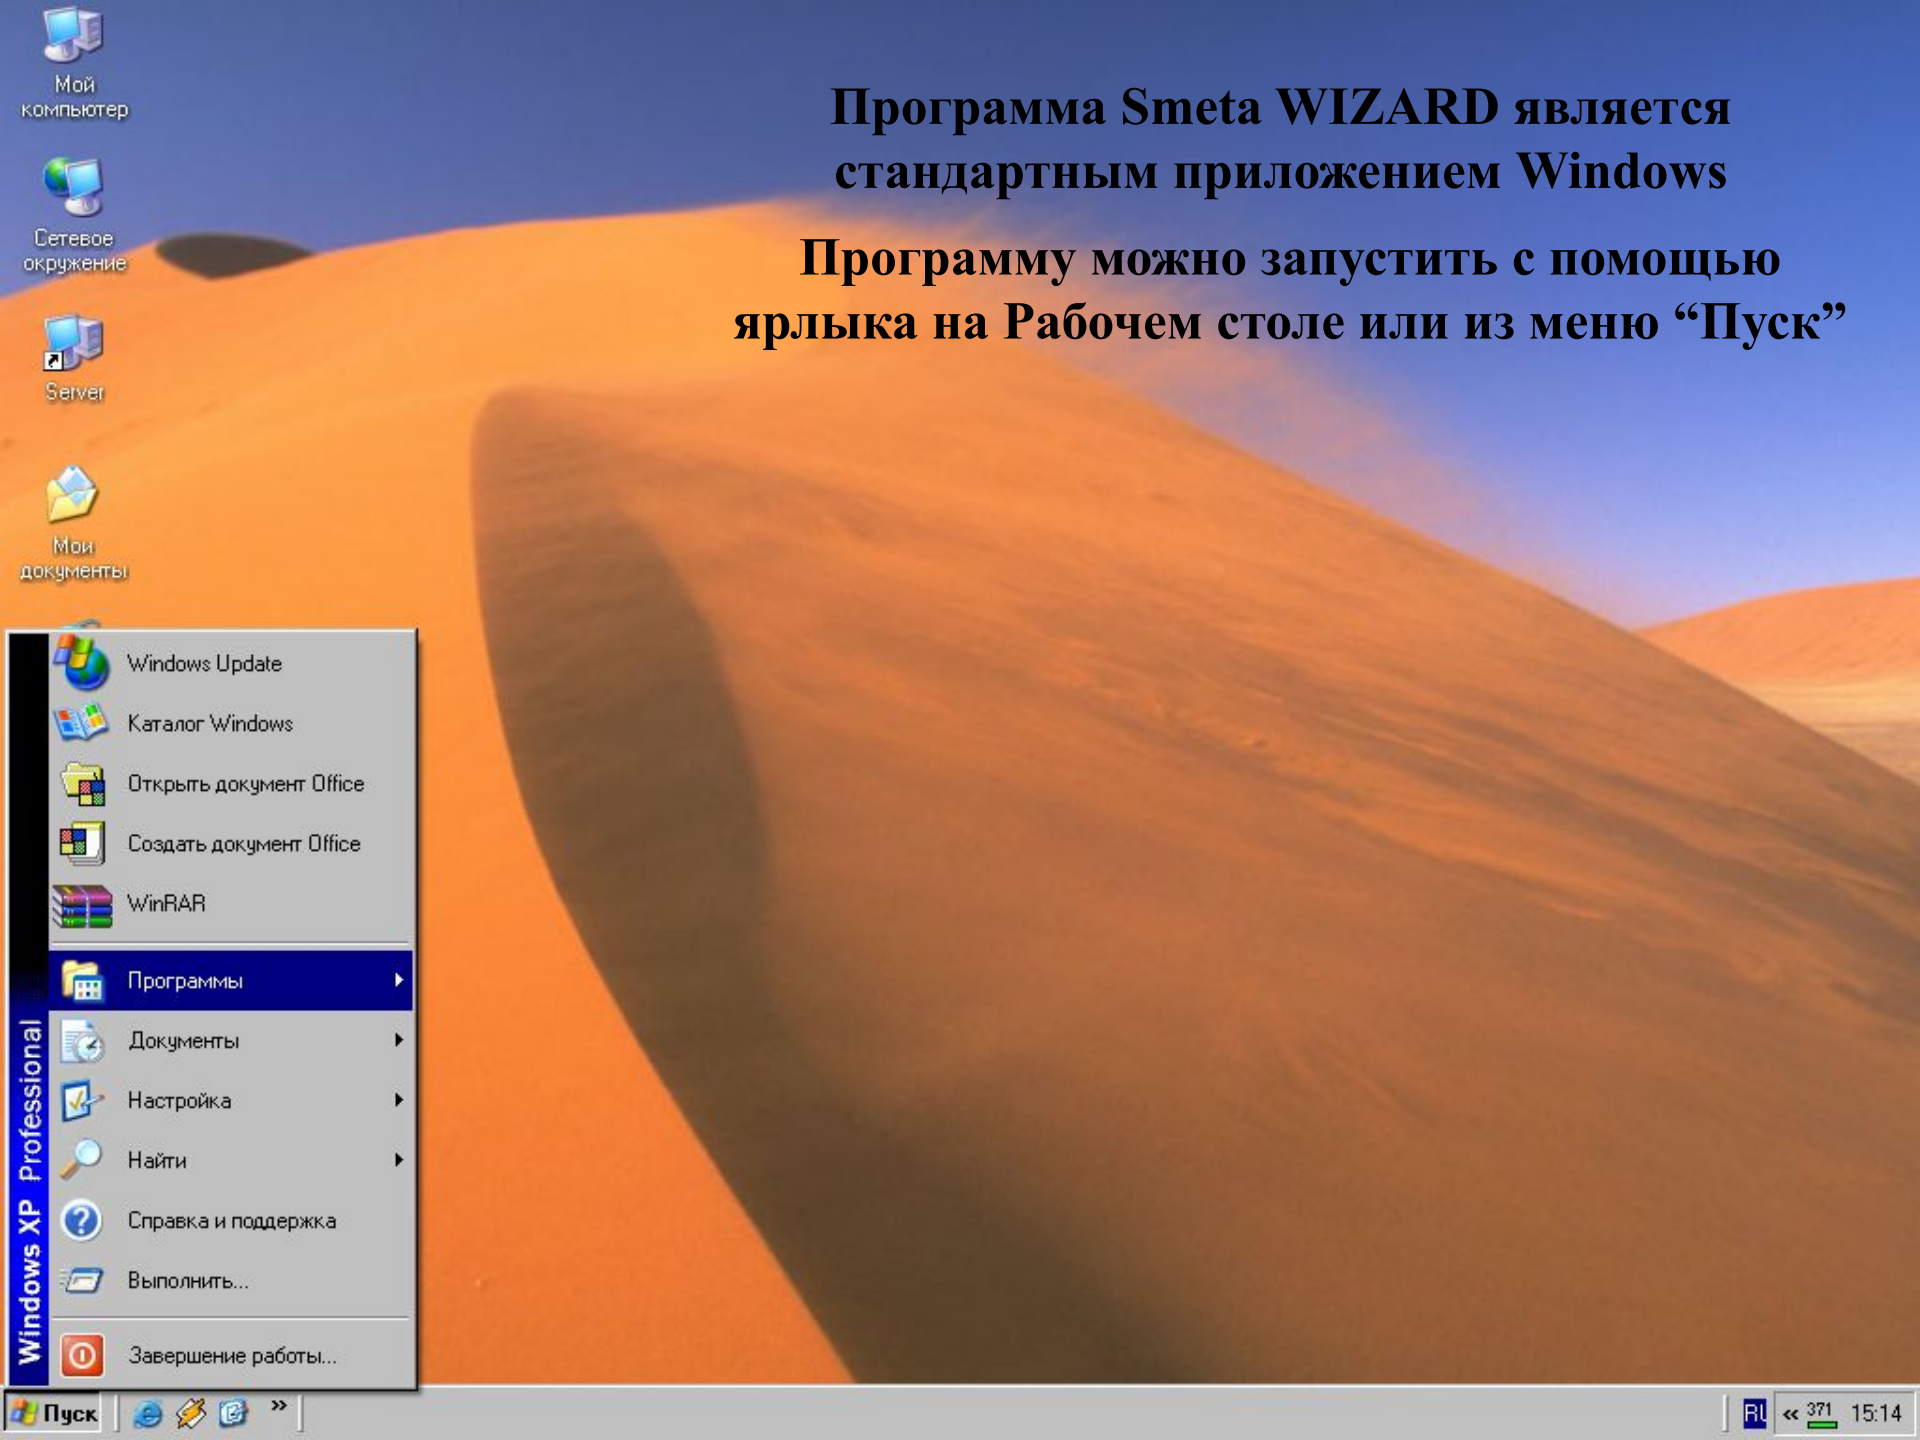 Мой
компьютер
Сетевое
окружение
Server
Мои
документы
Программа Smeta WIZARD является
стандартным приложением Windows
Программу можно запустить с помощью
ярлыка на Рабочем столе или из меню “Пуск”
Windows Update
Каталог Windows
Открыть документ Office
Создать документ Office
WinRAR
Программы
Документы
Настройка
Найти
Справка и поддержка
Выполнить...
Завершение работы...
Windows XP Professional
Пуск
»
RU
« 371 15:14